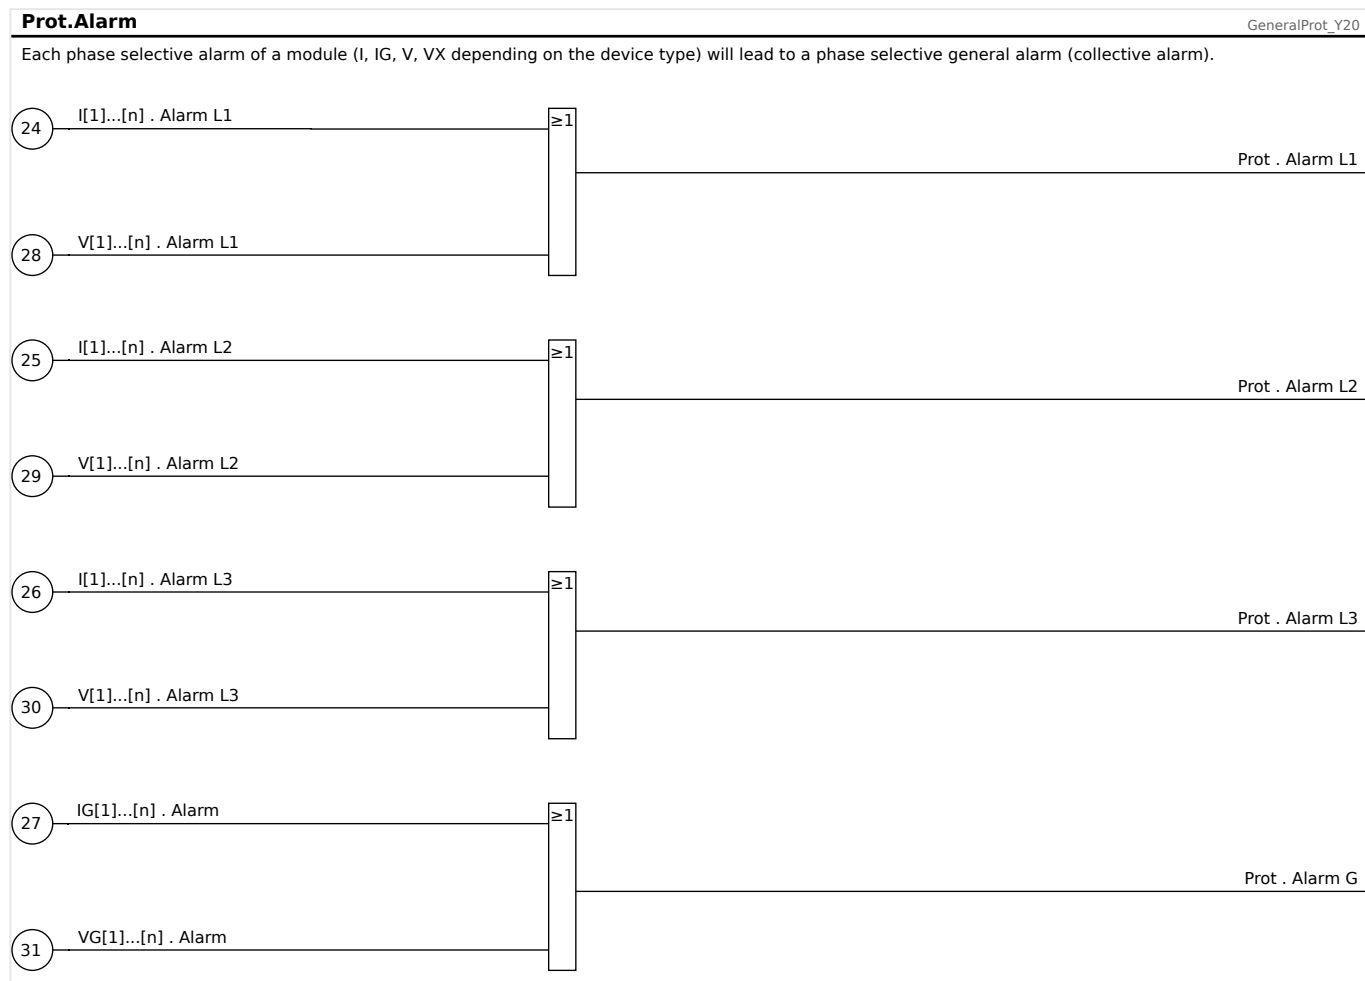 Prot.Alarm
GeneralProt_Y20
Each phase selective alarm of a module (I, IG, V, VX depending on the device type) will lead to a phase selective general alarm (collective alarm).
24
I[1]...[n] . Alarm L1
≥1
Prot . Alarm L1
28
V[1]...[n] . Alarm L1
25
I[1]...[n] . Alarm L2
≥1
Prot . Alarm L2
29
V[1]...[n] . Alarm L2
26
I[1]...[n] . Alarm L3
≥1
Prot . Alarm L3
30
V[1]...[n] . Alarm L3
27
IG[1]...[n] . Alarm
≥1
Prot . Alarm G
31
VG[1]...[n] . Alarm